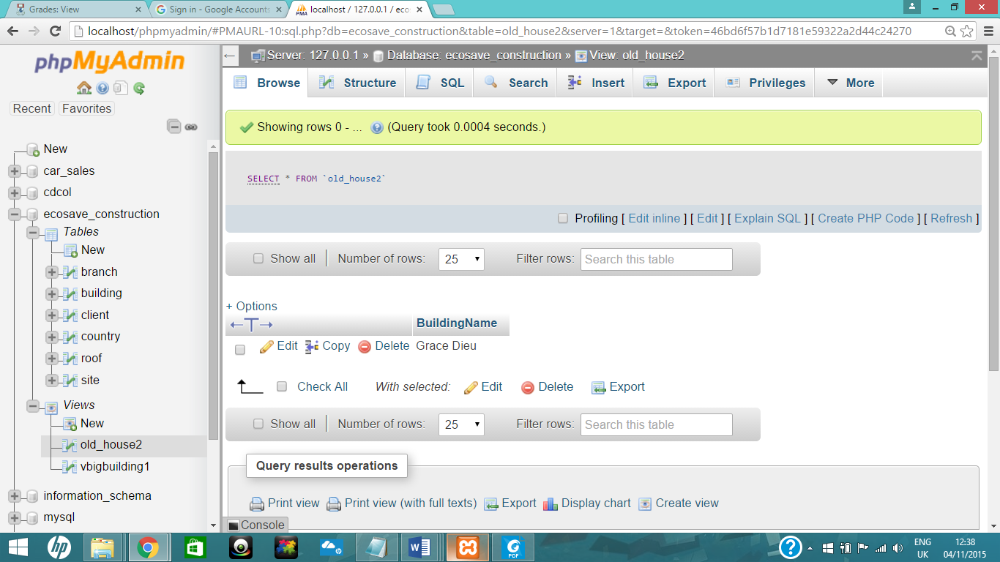 Grades: View
Sign in - Google Accounts
localhost / 127.0.0.1 / eco
localhost/phpmyadmin/#PMAURL-10:sql.php?db=ecosave_construction&table=old_house2&server=1&target=&token=46bd6f57b1d7181e59322a2d44c24270
phpMyAdmin
Recent Favorites
New
car_sales
cdcol
ecosave_construction
Tables
New
branch
building
client
country
roof
site
Views
New
old_house2
vbigbuilding1
information_schema
mysql
Server: 127.0.0.1 » Database: ecosave_construction » View: old_house2
Browse Structure SQL Search Insert Export Privileges More
Showing rows 0 - ... (Query took 0.0004 seconds.)
SELECT * FROM `old_house2`
Profiling [ Edit inline ] [ Edit ] [ Explain SQL ] [ Create PHP Code ] [ Refresh ]
Show all | Number of rows: 25 Filter rows: Search this table
+ Options
BuildingName
Edit Copy Delete Grace Dieu
Check All With selected: Edit Delete Export
Show all | Number of rows: 25 Filter rows: Search this table
Query results operations
Print view Print view (with full texts) Export Display chart Create view
Console
ENG 12:38
UK 04/11/2015